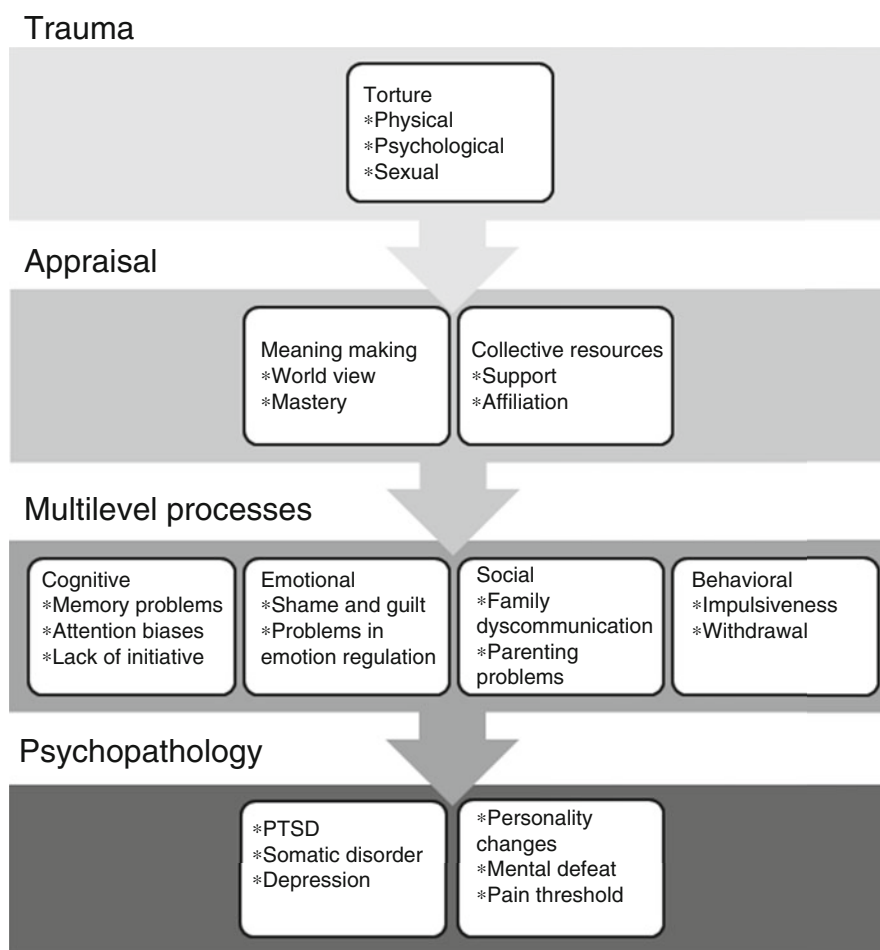 Trauma
Torture
*Physical
*Psychological
*Sexual
Appraisal
Meaning making
*World view
*Mastery
Collective resources
*Support
*Affiliation
Multilevel processes
Cognitive
*Memory problems
*Attention biases
*Lack of initiative
Emotional
*Shame and guilt
*Problems in
emotion regulation
Social
*Family
dyscommunication
*Parenting
problems
Behavioral
*Impulsiveness
*Withdrawal
Psychopathology
*PTSD
*Somatic disorder
*Depression
*Personality
changes
*Mental defeat
*Pain threshold